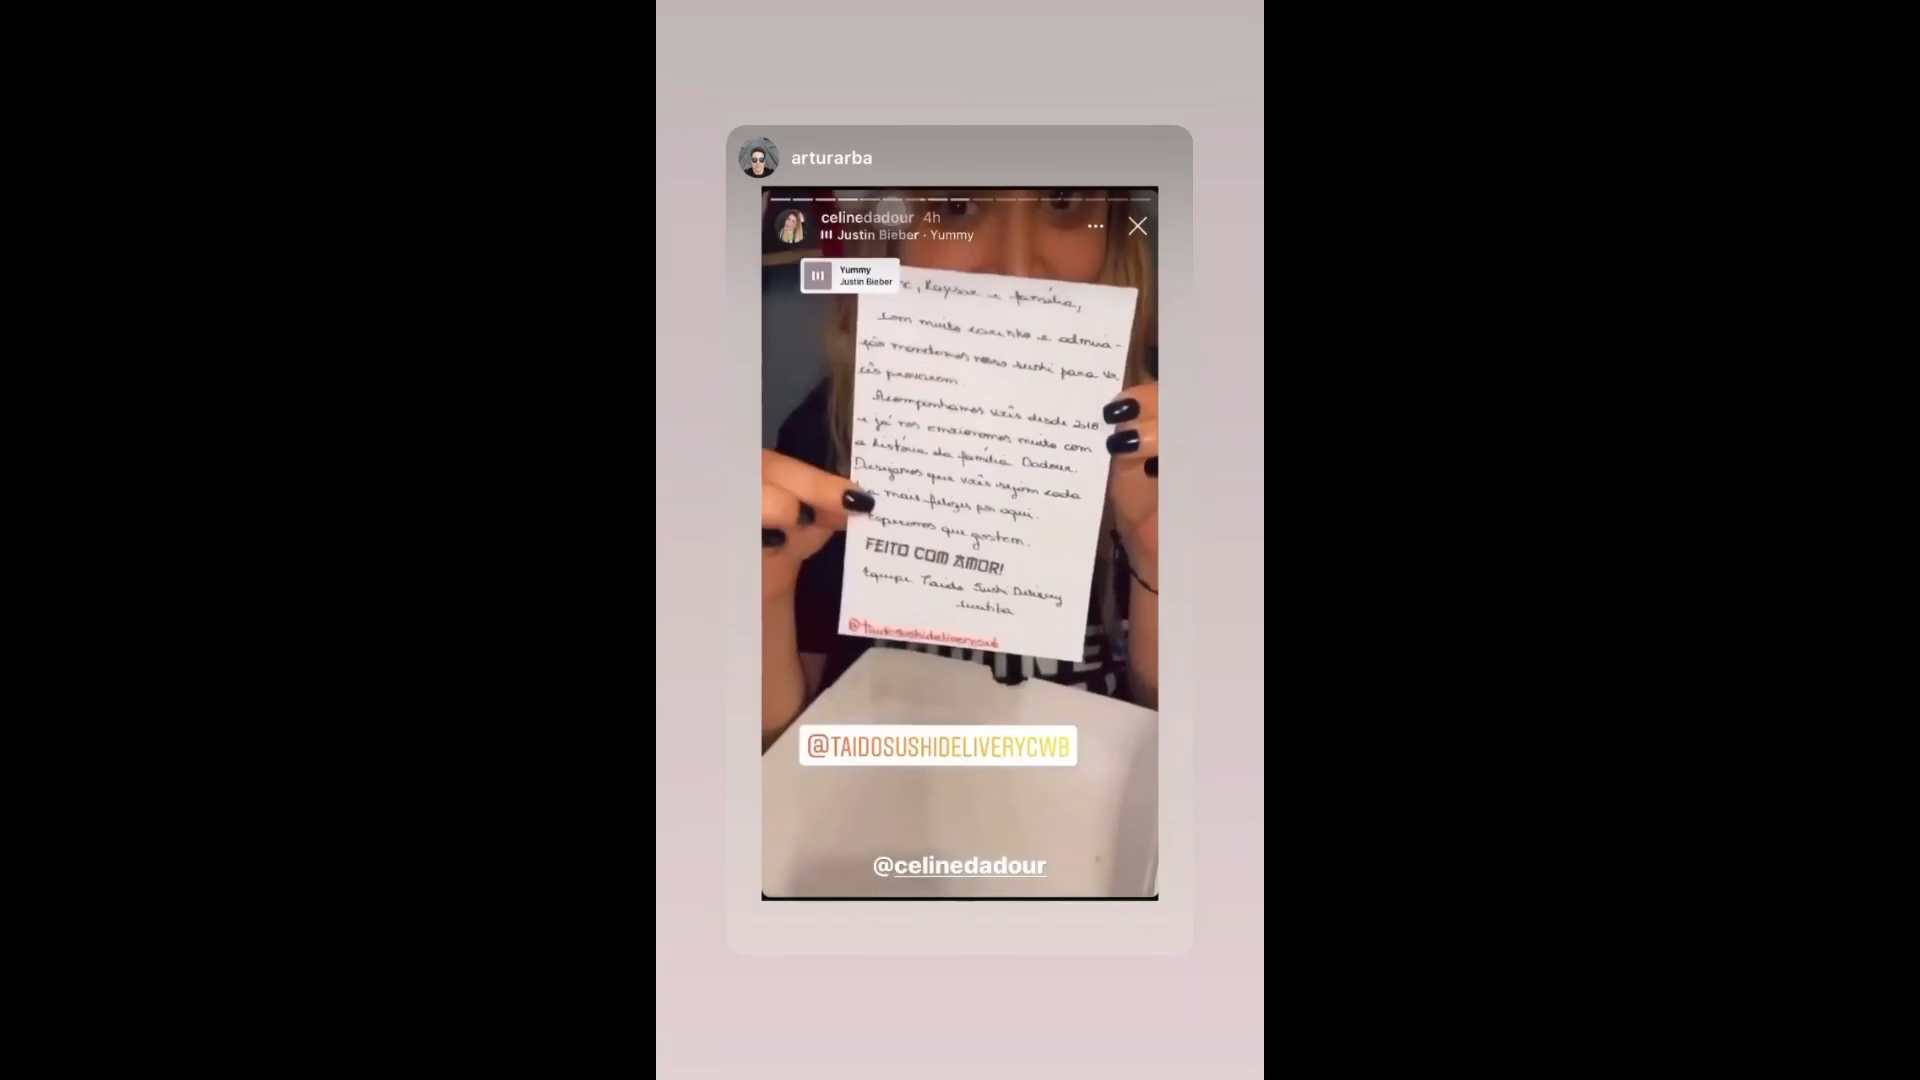 arturarba
celinedadour 4h
Justin Bieber · Yummy
Yummy
Justin Bieber
, Kaysar e família,
com muito carinho e admira-
ção mandamos nosso sushi para vo
cês provarem.
Acompanhamos vocês desde 2018
e já nos emocionamos muito com
a história da família Dadour.
Desejamos que vocês sejam cada
mais felizes por aqui.
Esperamos que gostem.
FEITO COM AMOR!
Equipe Taido Sushi Delivery
Curitiba
@taidosushideliverycwb
@TAIDOSUSHIDELIVERYCWB
@celinedadour